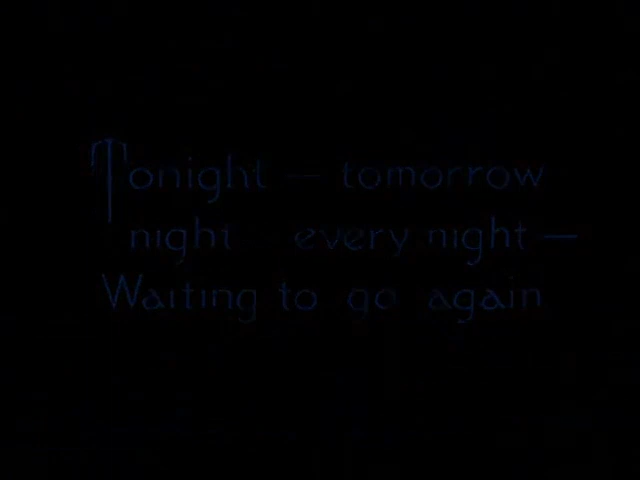 Tonight — tomorrow
night every night —
Waiting to go again